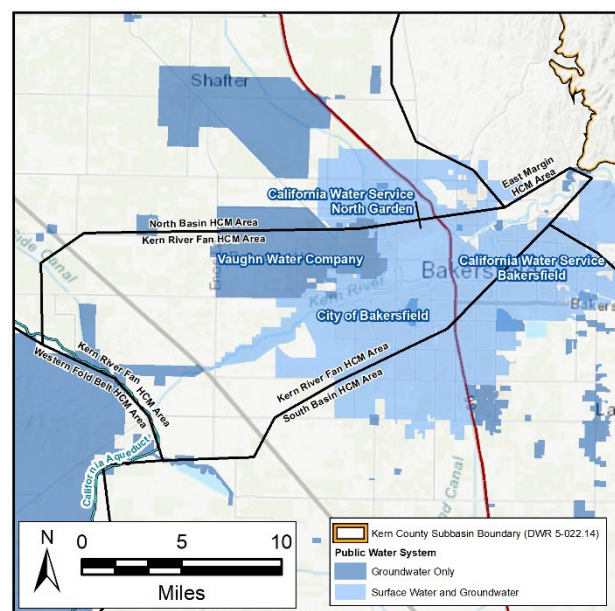 Shafter
East Margin
HCM Area
California Water Service
North Garden
North Basin HCM Area
Kern River Fan HCM Area
Vaughn Water Company
California Water Service
Bakersfield
Kern River
City of Bakersfield
Kern River Fan HCM Area
South Basin HCM Area
Kern River Fan
HCM Area
Western Fold Belt HCM Area
California Aqueduct
Canal
N
0 5 10
Miles
Kern County Subbasin Boundary (DWR 5-022.14)
Public Water System
Groundwater Only
Surface Water and Groundwater